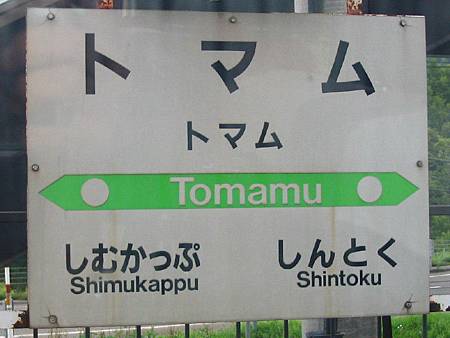 トマム
トマム
Tomamu
しむかっぷ しんとく
Shimukappu Shintoku